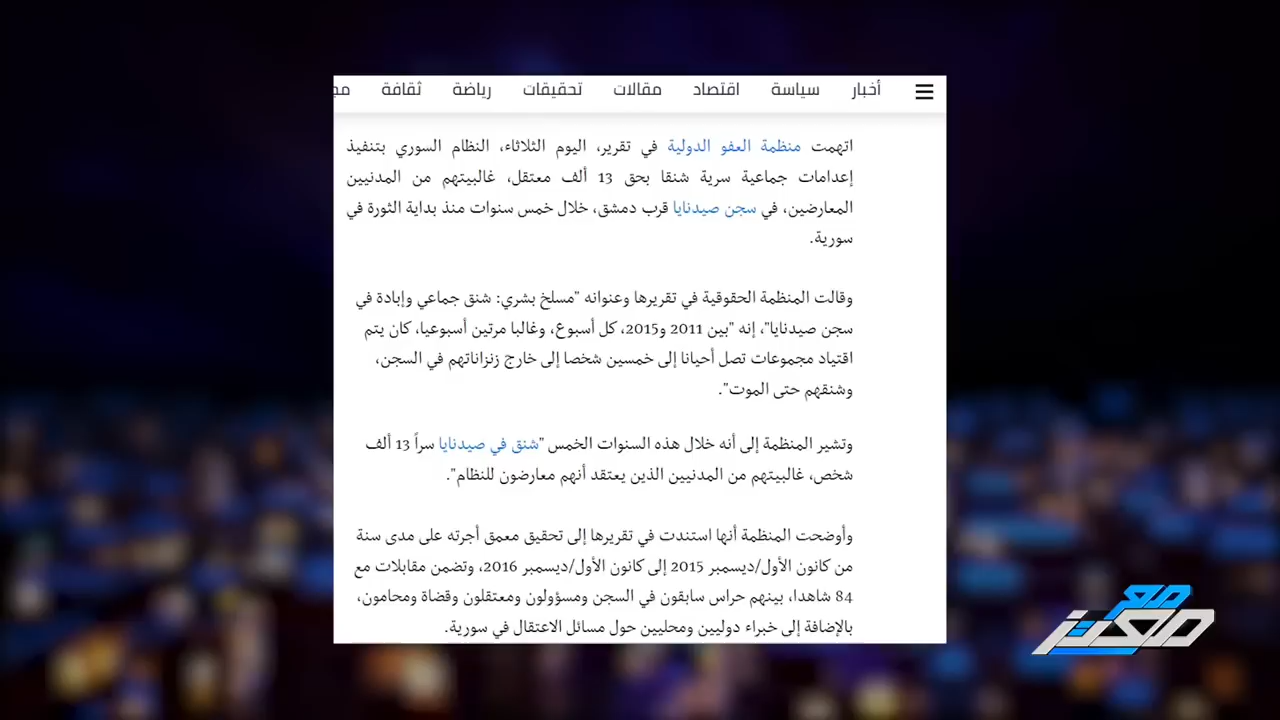 أخبار سياسة اقتصاد مقالات تحقيقات رياضة ثقافة
اتهمت منظمة العفو الدولية في تقرير، اليوم الثلاثاء، النظام السوري بتنفيذ
إعدامات جماعية سرية شنقا بحق 13 ألف معتقل، غالبيتهم من المدنيين
المعارضين، في سجن صيدنايا قرب دمشق، خلال خمس سنوات منذ بداية الثورة في
سورية.
وقالت المنظمة الحقوقية في تقريرها وعنوانه "مسلخ بشري: شنق جماعي وإبادة في
سجن صيدنايا"، إنه "بين 2011 و2015، كل أسبوع، وغالبا مرتين أسبوعيا، كان يتم
اقتياد مجموعات تصل أحيانا إلى خمسين شخصا إلى خارج زنزاناتهم في السجن،
وشنقهم حتى الموت".
وتشير المنظمة إلى أنه خلال هذه السنوات الخمس "شنق في صيدنايا سراً 13 ألف
شخص، غالبيتهم من المدنيين الذين يعتقد أنهم معارضون للنظام".
وأوضحت المنظمة أنها استندت في تقريرها إلى تحقيق معمق أجرته على مدى سنة
من كانون الأول/ديسمبر 2015 إلى كانون الأول/ديسمبر 2016، وتضمن مقابلات مع
84 شاهدا، بينهم حراس سابقون في السجن ومسؤولون ومعتقلون وقضاة ومحامون،
بالإضافة إلى خبراء دوليين ومحليين حول مسائل الاعتقال في سورية.
مع